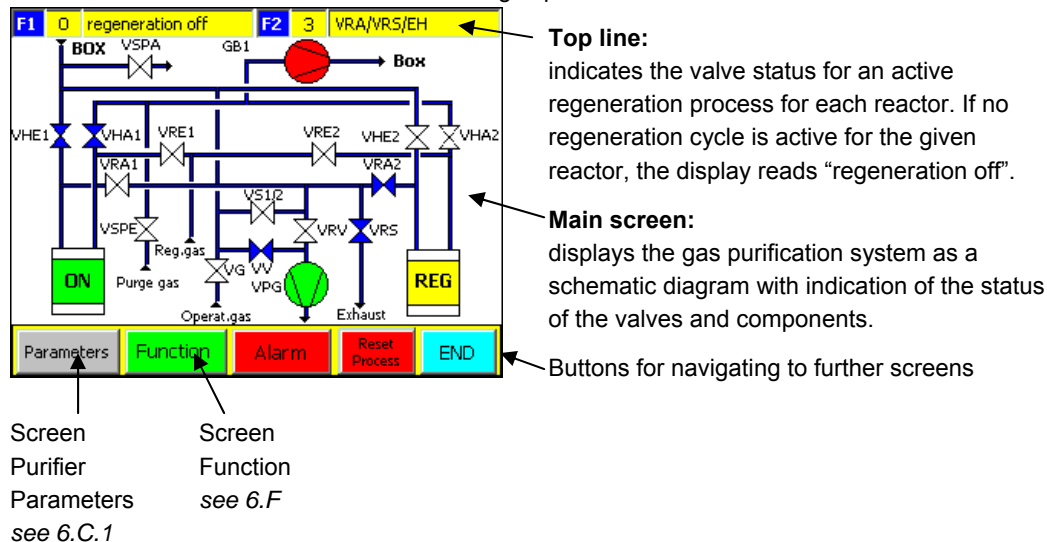 F1 0 regeneration off F2 3 VRA/VRS/EH
BOX VSPA GB1 Box
VHE1 VHA1 VRE1 VRE2 VHE2 VHA2
VRA1 VRA2
VS1/2
VSPE VRV VRS
Reg.gas
VG VV
ON Purge gas VPG REG
Operat.gas Exhaust
Parameters Function Alarm Reset Process END
Top line:
indicates the valve status for an active
regeneration process for each reactor. If no
regeneration cycle is active for the given
reactor, the display reads “regeneration off”.
Main screen:
displays the gas purification system as a
schematic diagram with indication of the status
of the valves and components.
Buttons for navigating to further screens
Screen
Purifier
Parameters
see 6.C.1
Screen
Function
see 6.F